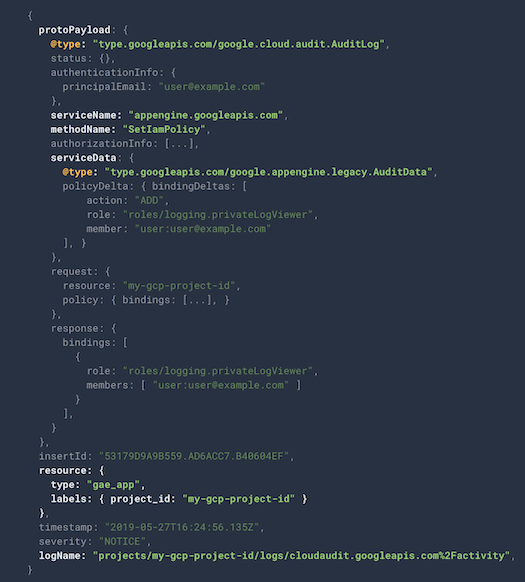 {
protoPayload: {
@type: "type.googleapis.com/google.cloud.audit.AuditLog",
status: {},
authenticationInfo: {
principalEmail: "user@example.com"
},
serviceName: "appengine.googleapis.com",
methodName: "SetIamPolicy",
authorizationInfo: [...],
serviceData: {
@type: "type.googleapis.com/google.appengine.legacy.AuditData",
policyDelta: { bindingDeltas: [
action: "ADD",
role: "roles/logging.privateLogViewer",
member: "user:user@example.com"
], }
},
request: {
resource: "my-gcp-project-id",
policy: { bindings: [...], }
},
response: {
bindings: [
{
role: "roles/logging.privateLogViewer",
members: [ "user:user@example.com" ]
}
],
}
},
insertId: "53179D9A9B559.AD6ACC7.B40604EF",
resource: {
type: "gae_app",
labels: { project_id: "my-gcp-project-id" }
},
timestamp: "2019-05-27T16:24:56.135Z",
severity: "NOTICE",
logName: "projects/my-gcp-project-id/logs/cloudaudit.googleapis.com%2Factivity",
}